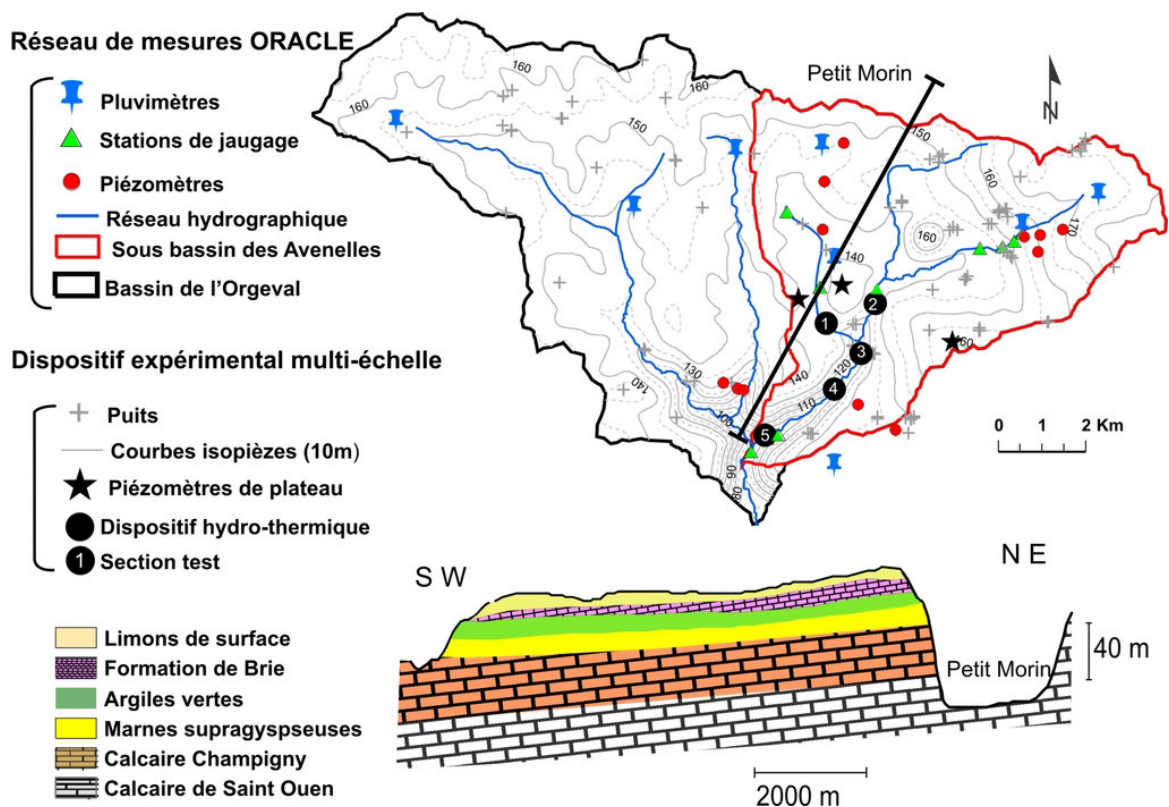 Réseau de mesures ORACLE
Pluvimètres
Stations de jaugage
Piézomètres
Réseau hydrographique
Sous bassin des Avenelles
Bassin de l'Orgeval
Dispositif expérimental multi-échelle
Puits
Courbes isopièzes (10m)
Piézomètres de plateau
Dispositif hydro-thermique
1 Section test
Limons de surface
Formation de Brie
Argiles vertes
Marnes supragyspseuses
Calcaire Champigny
Calcaire de Saint Ouen
Petit Morin
N
160
160
160
150
150
160
160
170
140
2
1
3
160
140
130
140
120
4
110
100
5
90
80
0 1 2 Km
S W
N E
Petit Morin
40 m
2000 m